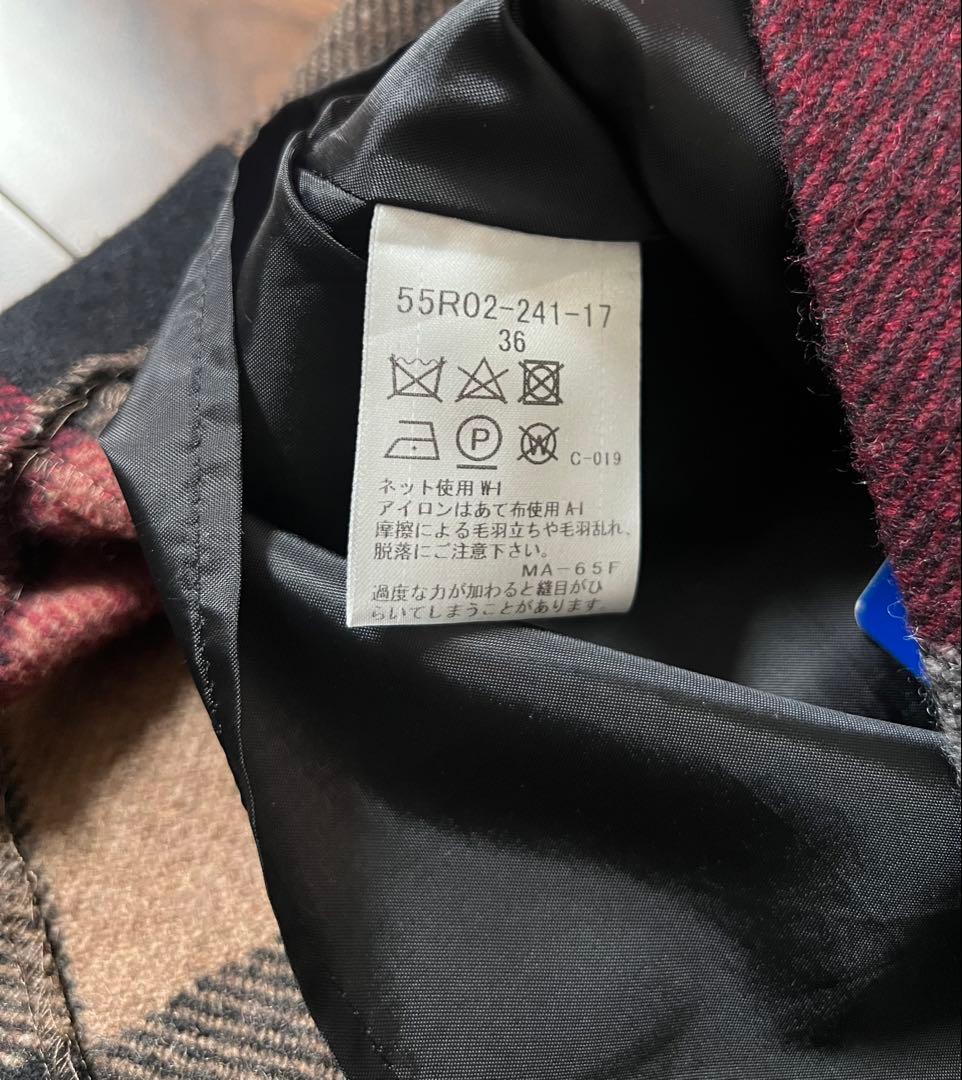 55R02-241-17
36
P
W
C-019
ネット使用 W-I
アイロンはあて布使用 A-I
摩擦による毛羽立ちや毛羽乱れ、
脱落にご注意下さい。
MA-65F
過度な力が加わると縫目がひ
らいてしまうことがあります。